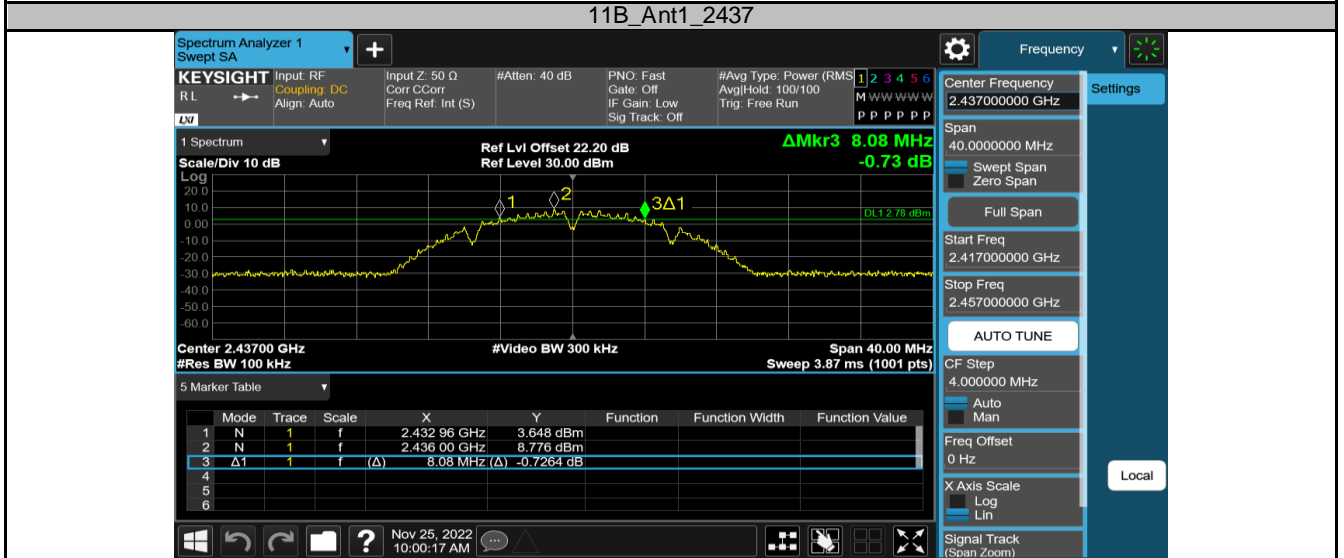 11B_Ant1_2437
Spectrum Analyzer 1
Swept SA
Frequency
KEYSIGHT
RL
LXI
Input: RF
Coupling: DC
Align: Auto
Input Z: 50 Ω
Corr CCorr
Freq Ref: Int (S)
#Atten: 40 dB
PNO: Fast
Gate: Off
IF Gain: Low
Sig Track: Off
#Avg Type: Power (RMS
Avg|Hold: 100/100
Trig: Free Run
1 2 3 4 5 6
M W W W W W
P P P P P P
Center Frequency
2.437000000 GHz
Settings
Span
40.0000000 MHz
Swept Span
Zero Span
Full Span
Start Freq
2.417000000 GHz
Stop Freq
2.457000000 GHz
AUTO TUNE
CF Step
4.000000 MHz
Auto
Man
Freq Offset
0 Hz
X Axis Scale
Log
Lin
Signal Track
(Span Zoom)
Local
1 Spectrum
Scale/Div 10 dB
Ref Lvl Offset 22.20 dB
Ref Level 30.00 dBm
ΔMkr3 8.08 MHz
-0.73 dB
Log
20.0
10.0
0.00
-10.0
-20.0
-30.0
-40.0
-50.0
-60.0
1
2
3Δ1
DL1 2.78 dBm
Center 2.43700 GHz
#Video BW 300 kHz
Span 40.00 MHz
#Res BW 100 kHz
Sweep 3.87 ms (1001 pts)
5 Marker Table
Mode Trace Scale X Y Function Function Width Function Value
1 N 1 f 2.432 96 GHz 3.648 dBm
2 N 1 f 2.436 00 GHz 8.776 dBm
3 Δ1 1 f (Δ) 8.08 MHz (Δ) -0.7264 dB
4
5
6
?
Nov 25, 2022
10:00:17 AM